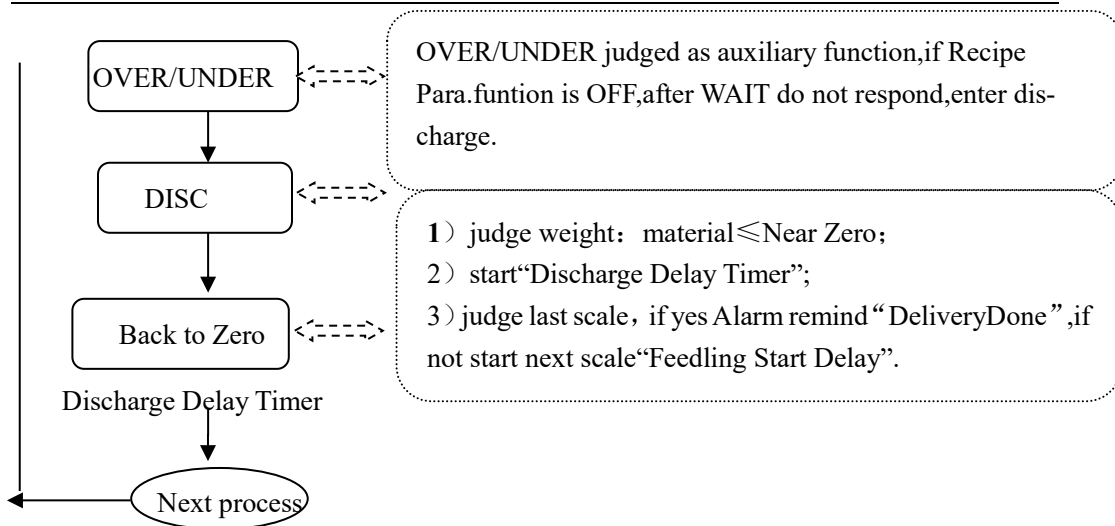 OVER/UNDER
OVER/UNDER judged as auxiliary function,if Recipe
Para.funtion is OFF,after WAIT do not respond,enter dis-
charge.
DISC
1）judge weight：material≤Near Zero；
2）start“Discharge Delay Timer”;
3）judge last scale，if yes Alarm remind“DeliveryDone”,if
not start next scale“Feedling Start Delay”.
Back to Zero
Discharge Delay Timer
Next process